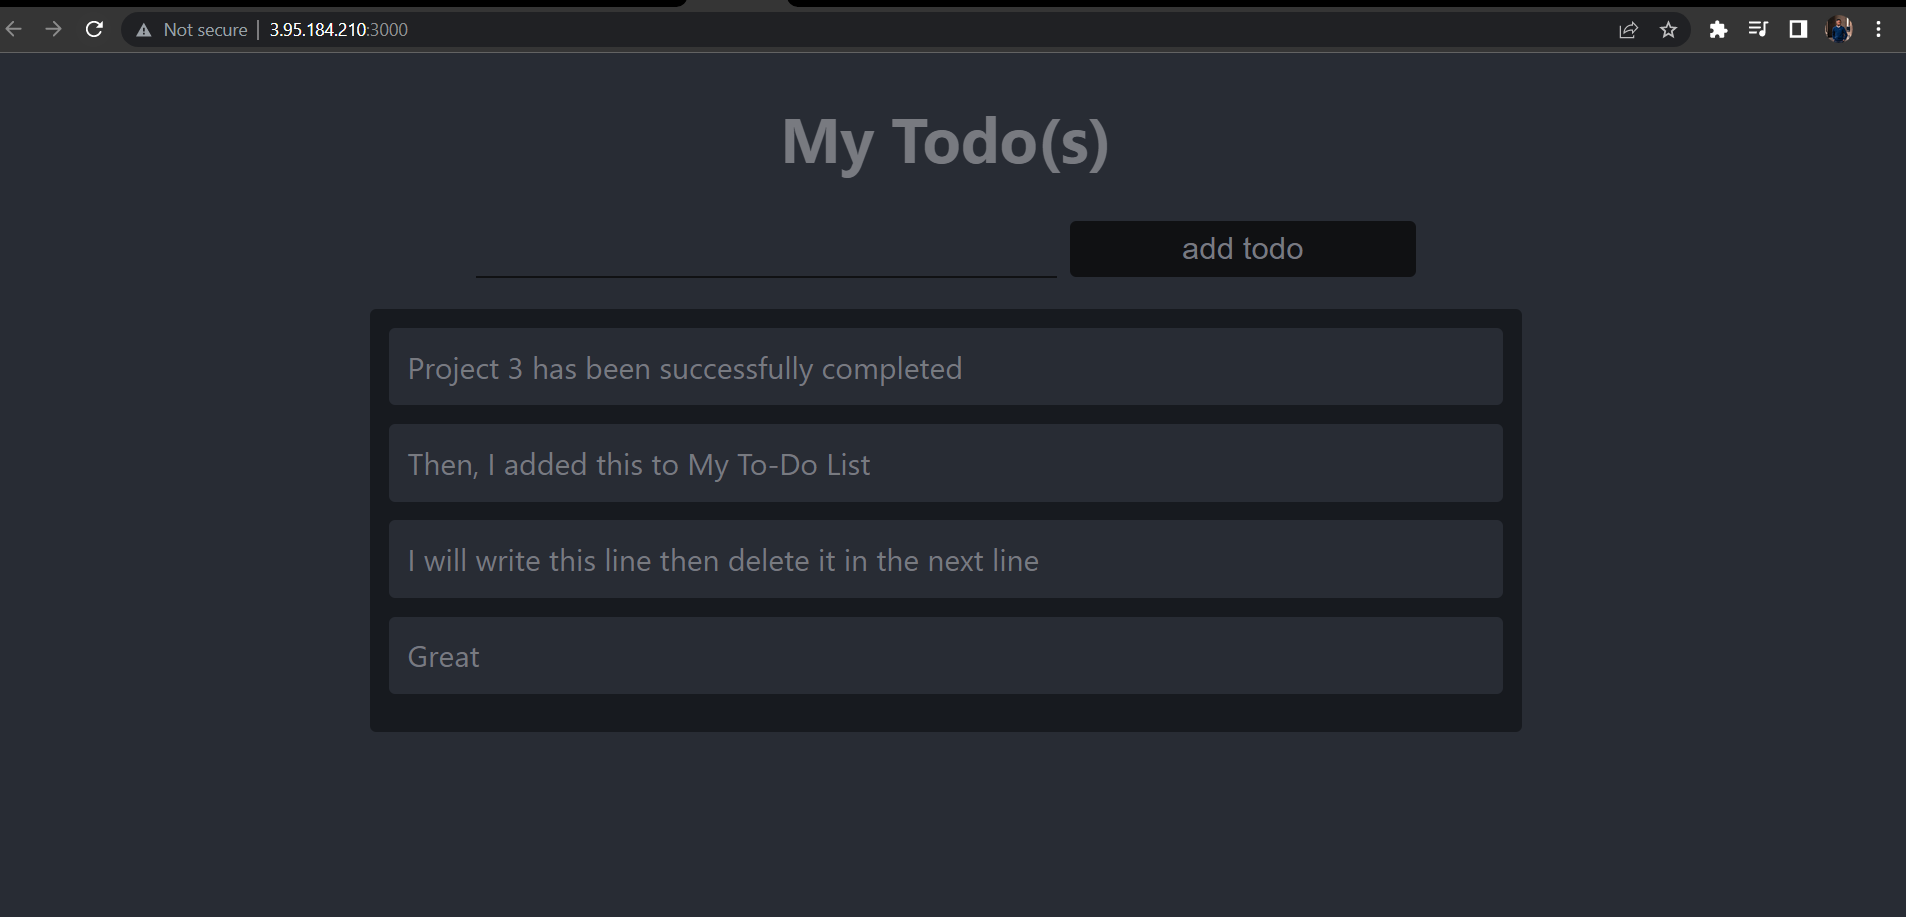 Not secure | 3.95.184.210:3000
My Todo(s)
add todo
Project 3 has been successfully completed
Then, I added this to My To-Do List
I will write this line then delete it in the next line
Great